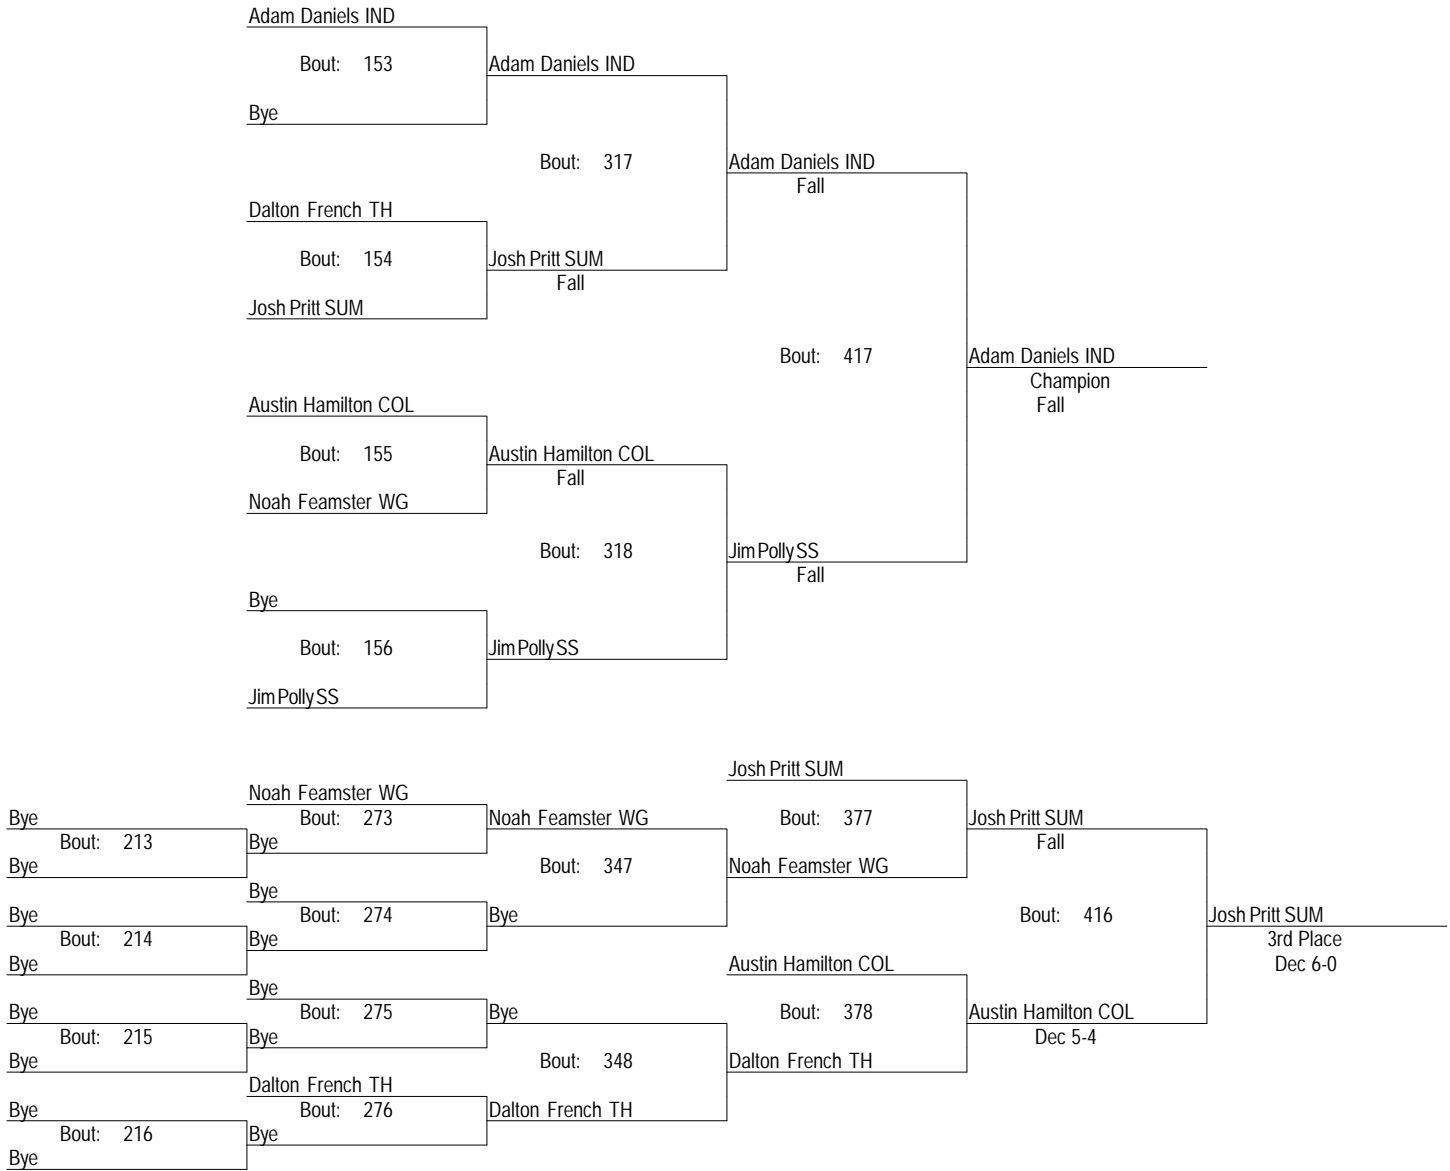 Adam Daniels IND
Bout: 153
Adam Daniels IND
Bye
Bout: 317
Adam Daniels IND
Fall
Dalton French TH
Bout: 154
Josh Pritt SUM
Fall
Josh Pritt SUM
Bout: 417
Adam Daniels IND
Champion
Fall
Austin Hamilton COL
Bout: 155
Austin Hamilton COL
Fall
Noah Feamster WG
Bout: 318
Jim Polly SS
Fall
Bye
Bout: 156
Jim Polly SS
Jim Polly SS
Josh Pritt SUM
Noah Feamster WG
Bye
Bout: 273
Noah Feamster WG
Bout: 377
Josh Pritt SUM
Bout: 213
Bye
Fall
Bye
Bout: 347
Noah Feamster WG
Bye
Bye
Bout: 274
Bye
Bout: 416
Josh Pritt SUM
Bout: 214
Bye
3rd Place
Bye
Austin Hamilton COL
Dec 6-0
Bye
Bye
Bout: 275
Bye
Bout: 378
Austin Hamilton COL
Bout: 215
Bye
Dec 5-4
Bye
Bout: 348
Dalton French TH
Dalton French TH
Bye
Bout: 276
Dalton French TH
Bout: 216
Bye
Bye